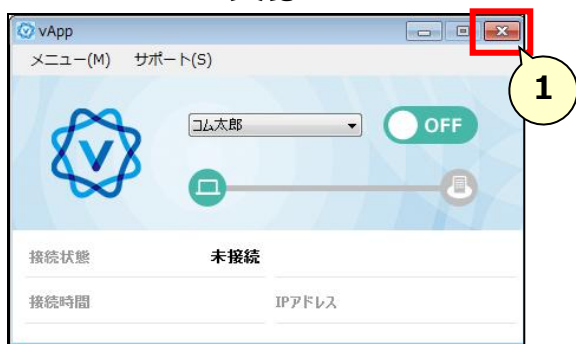 vApp
メニュー(M) サポート(S)
1
コム太郎
OFF
接続状態 未接続
接続時間 IPアドレス